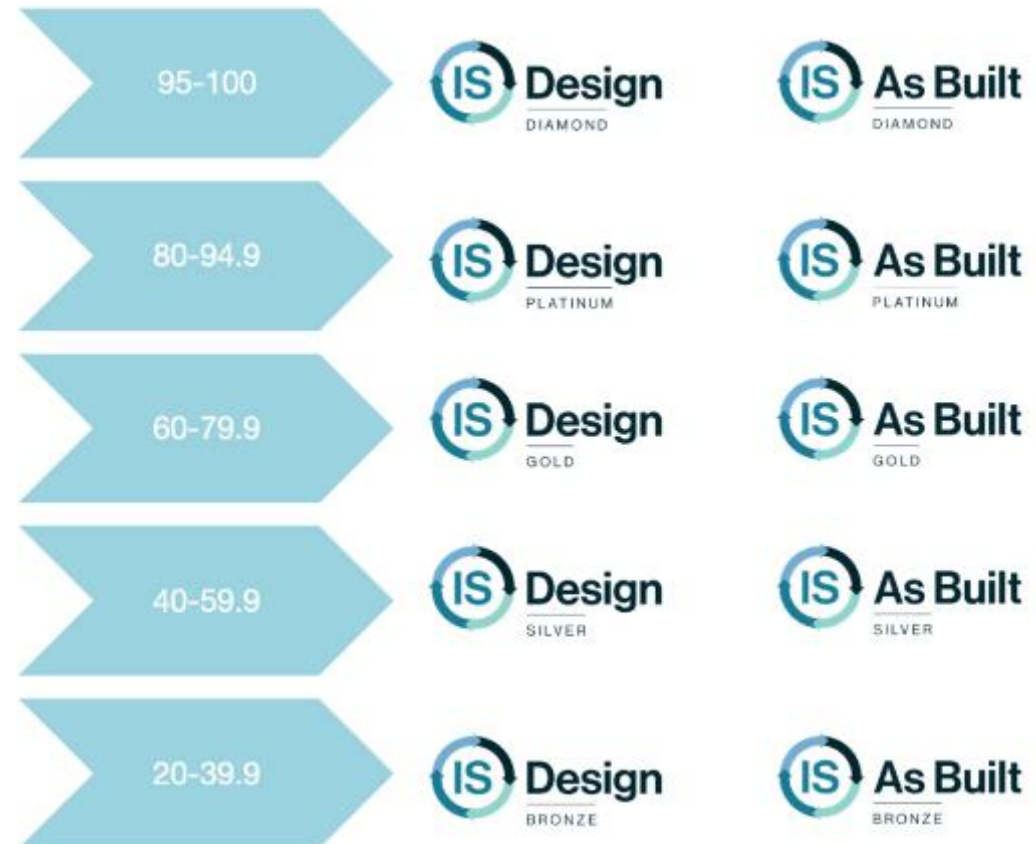 95-100
IS Design
DIAMOND
IS As Built
DIAMOND
80-94.9
IS Design
PLATINUM
IS As Built
PLATINUM
60-79.9
IS Design
GOLD
IS As Built
GOLD
40-59.9
IS Design
SILVER
IS As Built
SILVER
20-39.9
IS Design
BRONZE
IS As Built
BRONZE